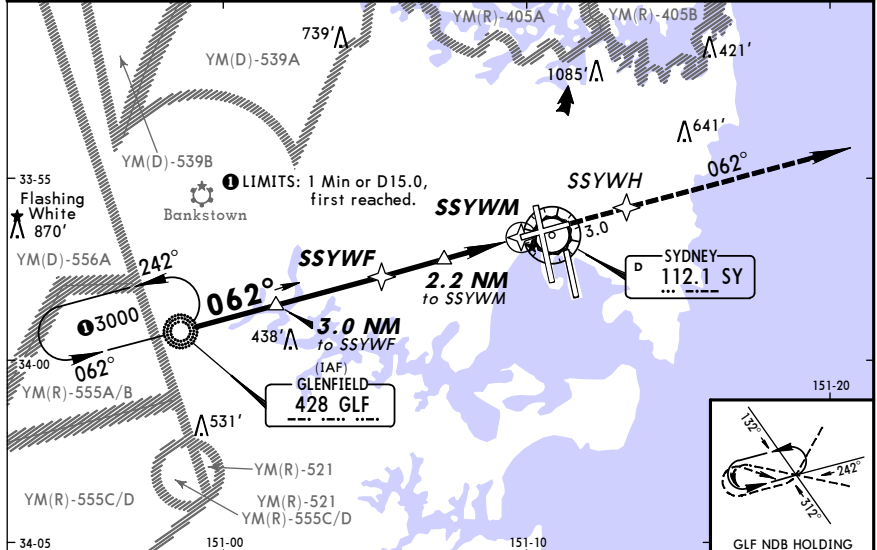 YM(R)-405A
YM(R)-405B
739'
421'
YM(D)-539A
1085'
641'
YM(D)-539B
33-55
Flashing
White
870'
Bankstown
1 LIMITS: 1 Min or D15.0,
first reached.
SSYWH
062°
SSYWM
3.0
YM(D)-556A
242°
SSYWF
SYDNEY
D 112.1 SY
062°
2.2 NM
to SSYWM
1 3000
3.0 NM
to SSYWF
438'
062°
34-00
(IAF)
GLENFIELD
428 GLF
YM(R)-555A/B
151-20
531'
132°
242°
312°
YM(R)-521
YM(R)-555C/D
YM(R)-521
YM(R)-555C/D
34-05
151-00
151-10
GLF NDB HOLDING